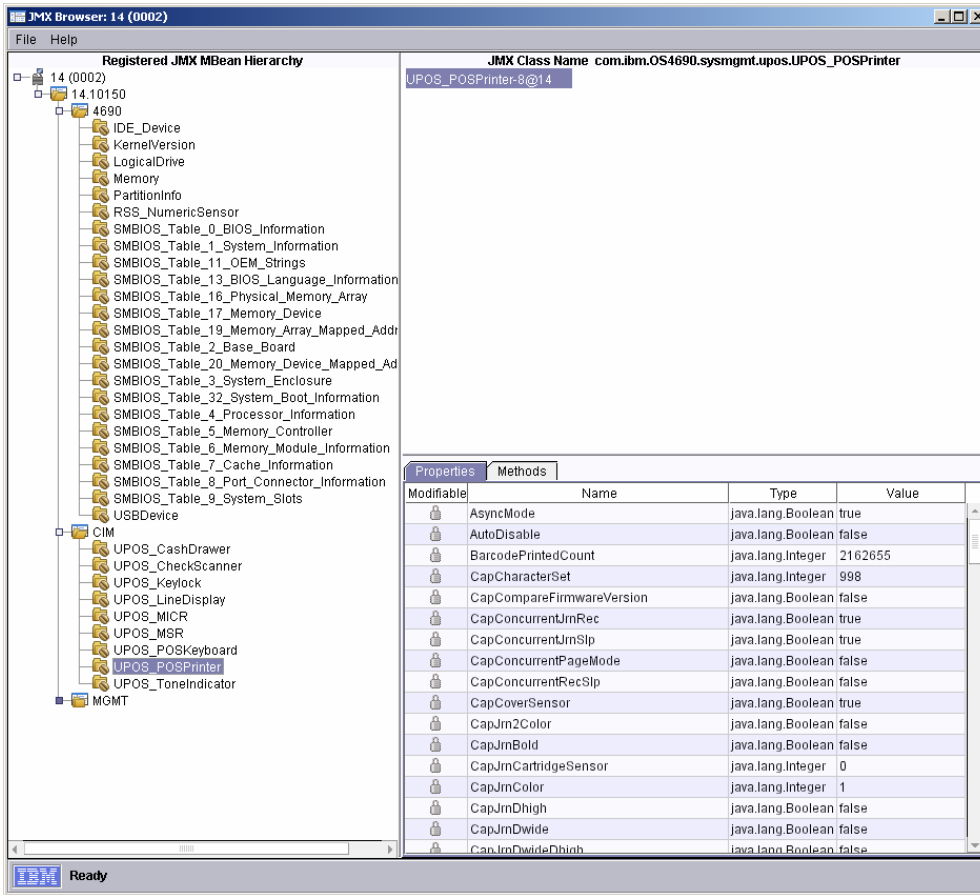 JMX Browser: 14 (0002)
File Help
Registered JMX MBean Hierarchy
14 (0002)
14.10150
4690
IDE_Device
KernelVersion
LogicalDrive
Memory
PartitionInfo
RSS_NumericSensor
SMBIOS_Table_0_BIOS_Information
SMBIOS_Table_1_System_Information
SMBIOS_Table_11_OEM_Strings
SMBIOS_Table_13_BIOS_Language_Information
SMBIOS_Table_16_Physical_Memory_Array
SMBIOS_Table_17_Memory_Device
SMBIOS_Table_19_Memory_Array_Mapped_Addr
SMBIOS_Table_2_Base_Board
SMBIOS_Table_20_Memory_Device_Mapped_Ad
SMBIOS_Table_3_System_Enclosure
SMBIOS_Table_32_System_Boot_Information
SMBIOS_Table_4_Processor_Information
SMBIOS_Table_5_Memory_Controller
SMBIOS_Table_6_Memory_Module_Information
SMBIOS_Table_7_Cache_Information
SMBIOS_Table_8_Port_Connector_Information
SMBIOS_Table_9_System_Slots
USBDevice
CIM
UPOS_CashDrawer
UPOS_CheckScanner
UPOS_Keylock
UPOS_LineDisplay
UPOS_MICR
UPOS_MSR
UPOS_POSKeyboard
UPOS_POSPrinter
UPOS_ToneIndicator
MGMT
JMX Class Name com.ibm.OS4690.sysmgmt.upos.UPOS_POSPrinter
UPOS_POSPrinter-8@14
Properties Methods
Modifiable Name Type Value
AsyncMode java.lang.Boolean true
AutoDisable java.lang.Boolean false
BarcodePrintedCount java.lang.Integer 2162655
CapCharacterSet java.lang.Integer 998
CapCompareFirmwareVersion java.lang.Boolean false
CapConcurrentJrnRec java.lang.Boolean true
CapConcurrentJrnSlp java.lang.Boolean true
CapConcurrentPageMode java.lang.Boolean false
CapConcurrentRecSlp java.lang.Boolean false
CapCoverSensor java.lang.Boolean true
CapJrn2Color java.lang.Boolean false
CapJrnBold java.lang.Boolean false
CapJrnCartridgeSensor java.lang.Integer 0
CapJrnColor java.lang.Integer 1
CapJrnDhigh java.lang.Boolean false
CapJrnDwide java.lang.Boolean false
CapJrnDwideDhigh java.lang.Boolean false
IBM Ready